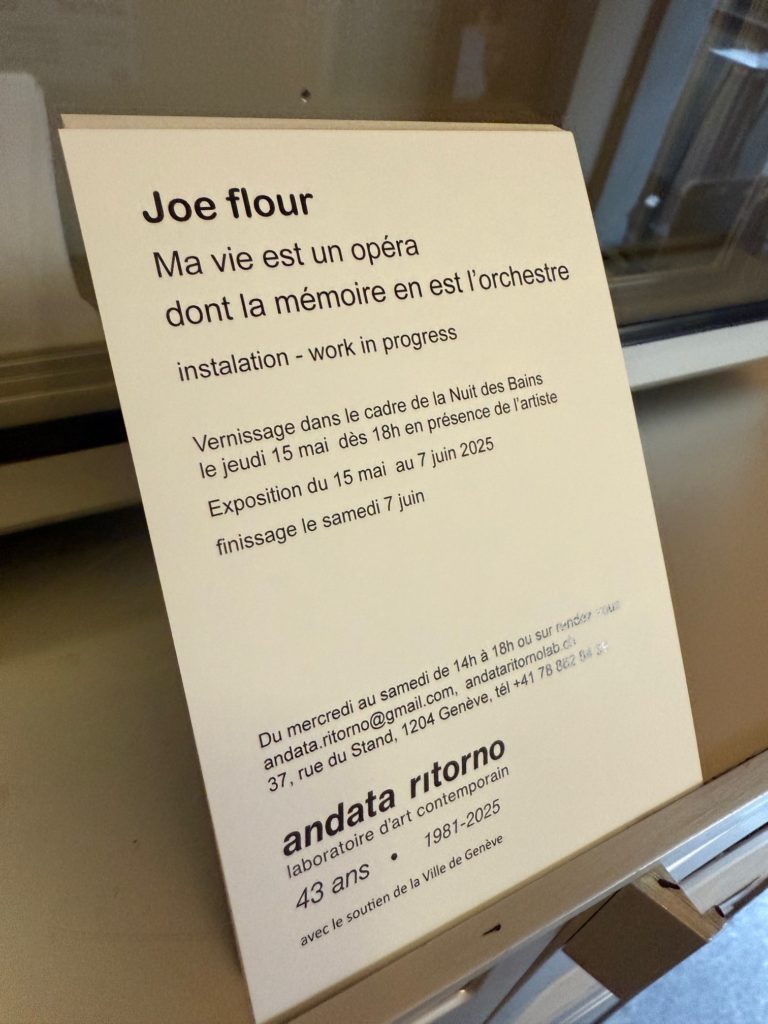 Joe flour
Ma vie est un opéra
dont la mémoire en est l'orchestre
instalation - work in progress
Vernissage dans le cadre de la Nuit des Bains
le jeudi 15 mai dès 18h en présence de l'artiste
Exposition du 15 mai au 7 juin 2025
finissage le samedi 7 juin
Du mercredi au samedi de 14h à 18h ou sur rendez vous
andata.ritorno@gmail.com, andataritornolab.ch
37, rue du Stand, 1204 Genève, tél +41 78 882 84
andata ritorno
laboratoire d'art contemporain
43 ans • 1981-2025
avec le soutien de la Ville de Genève